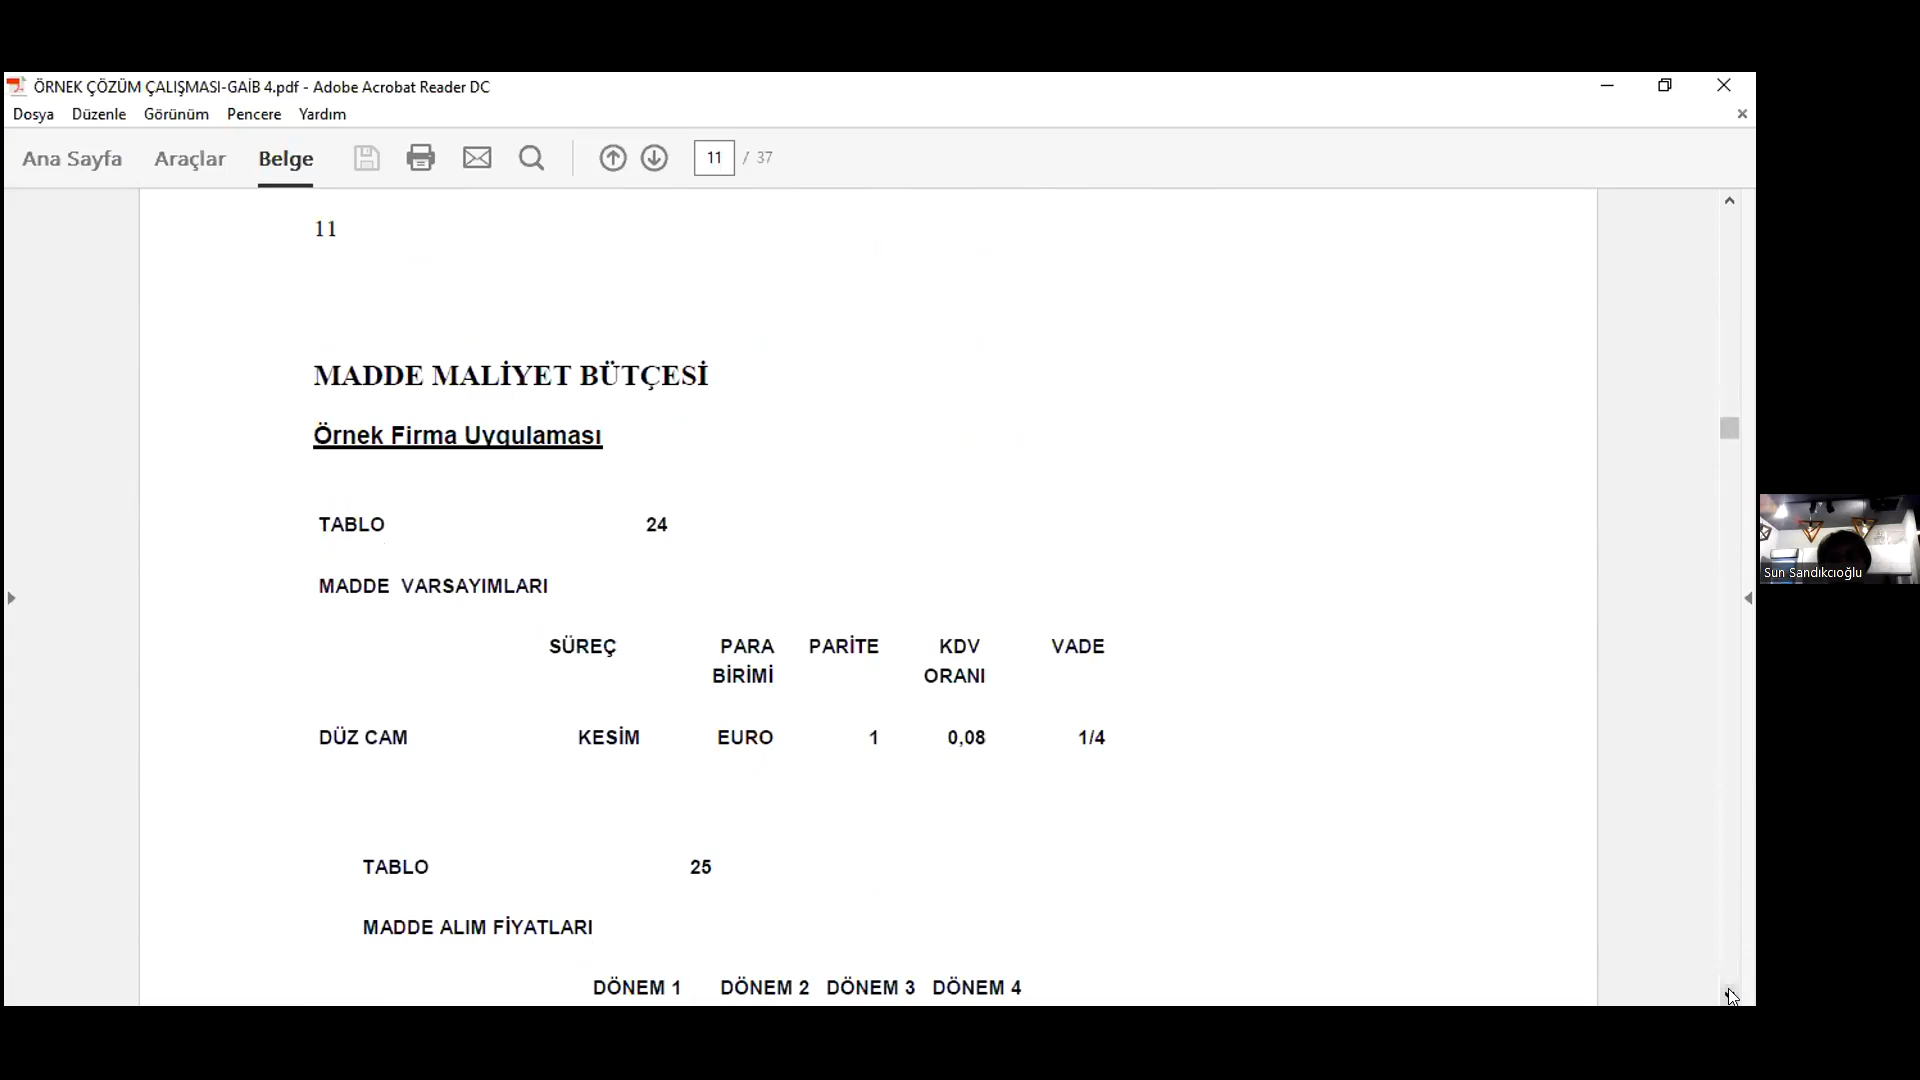 ÖRNEK ÇÖZÜM ÇALIŞMASI-GAİB 4.pdf - Adobe Acrobat Reader DC
Dosya Düzenle Görünüm Pencere Yardım
Ana Sayfa Araçlar Belge 11 / 37
11
MADDE MALİYET BÜTÇESİ
Örnek Firma Uygulaması
TABLO 24
MADDE VARSAYIMLARI
SÜREÇ PARA PARİTE KDV VADE
BİRİMİ ORANI
DÜZ CAM KESİM EURO 1 0,08 1/4
Sun Sandıkcıoğlu
TABLO 25
MADDE ALIM FİYATLARI
DÖNEM 1 DÖNEM 2 DÖNEM 3 DÖNEM 4